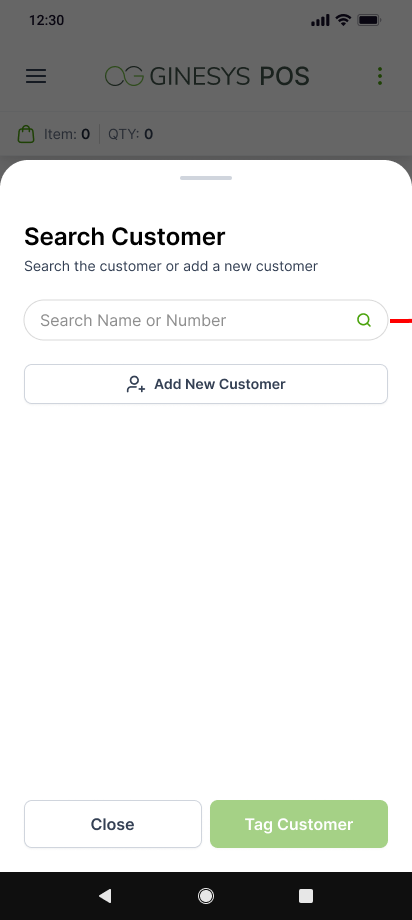 12:30
GINESYS POS
Item: 0 QTY: 0
Search Customer
Search the customer or add a new customer
Search Name or Number
Add New Customer
Close Tag Customer